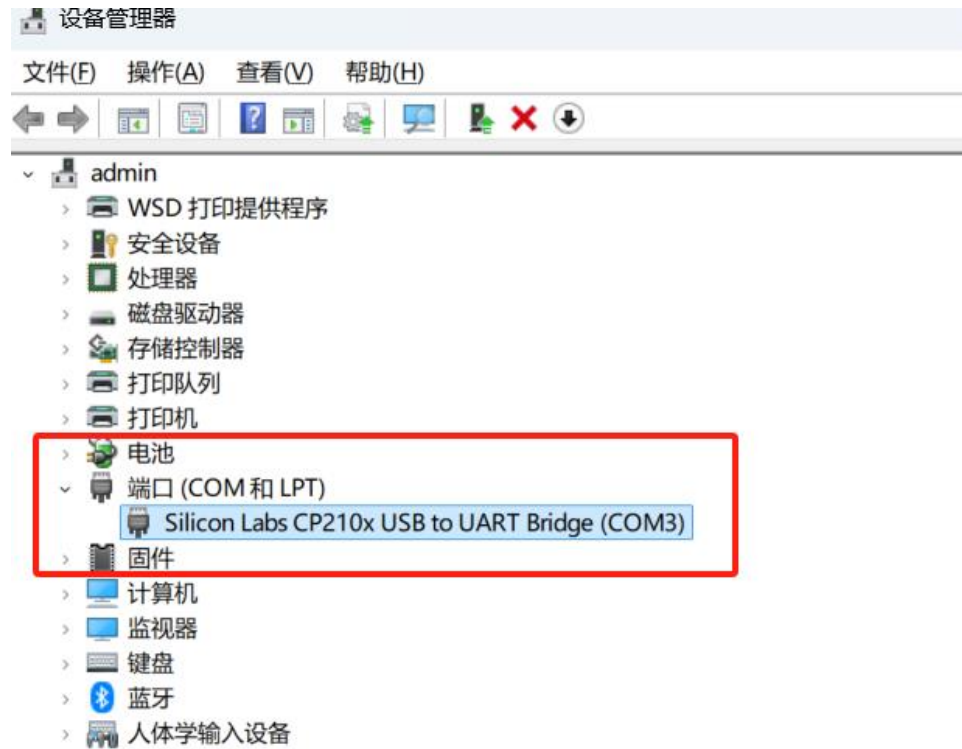 设备管理器
文件(F) 操作(A) 查看(V) 帮助(H)
admin
WSD 打印提供程序
安全设备
处理器
磁盘驱动器
存储控制器
打印队列
打印机
电池
端口 (COM 和 LPT)
Silicon Labs CP210x USB to UART Bridge (COM3)
固件
计算机
监视器
键盘
蓝牙
人体学输入设备